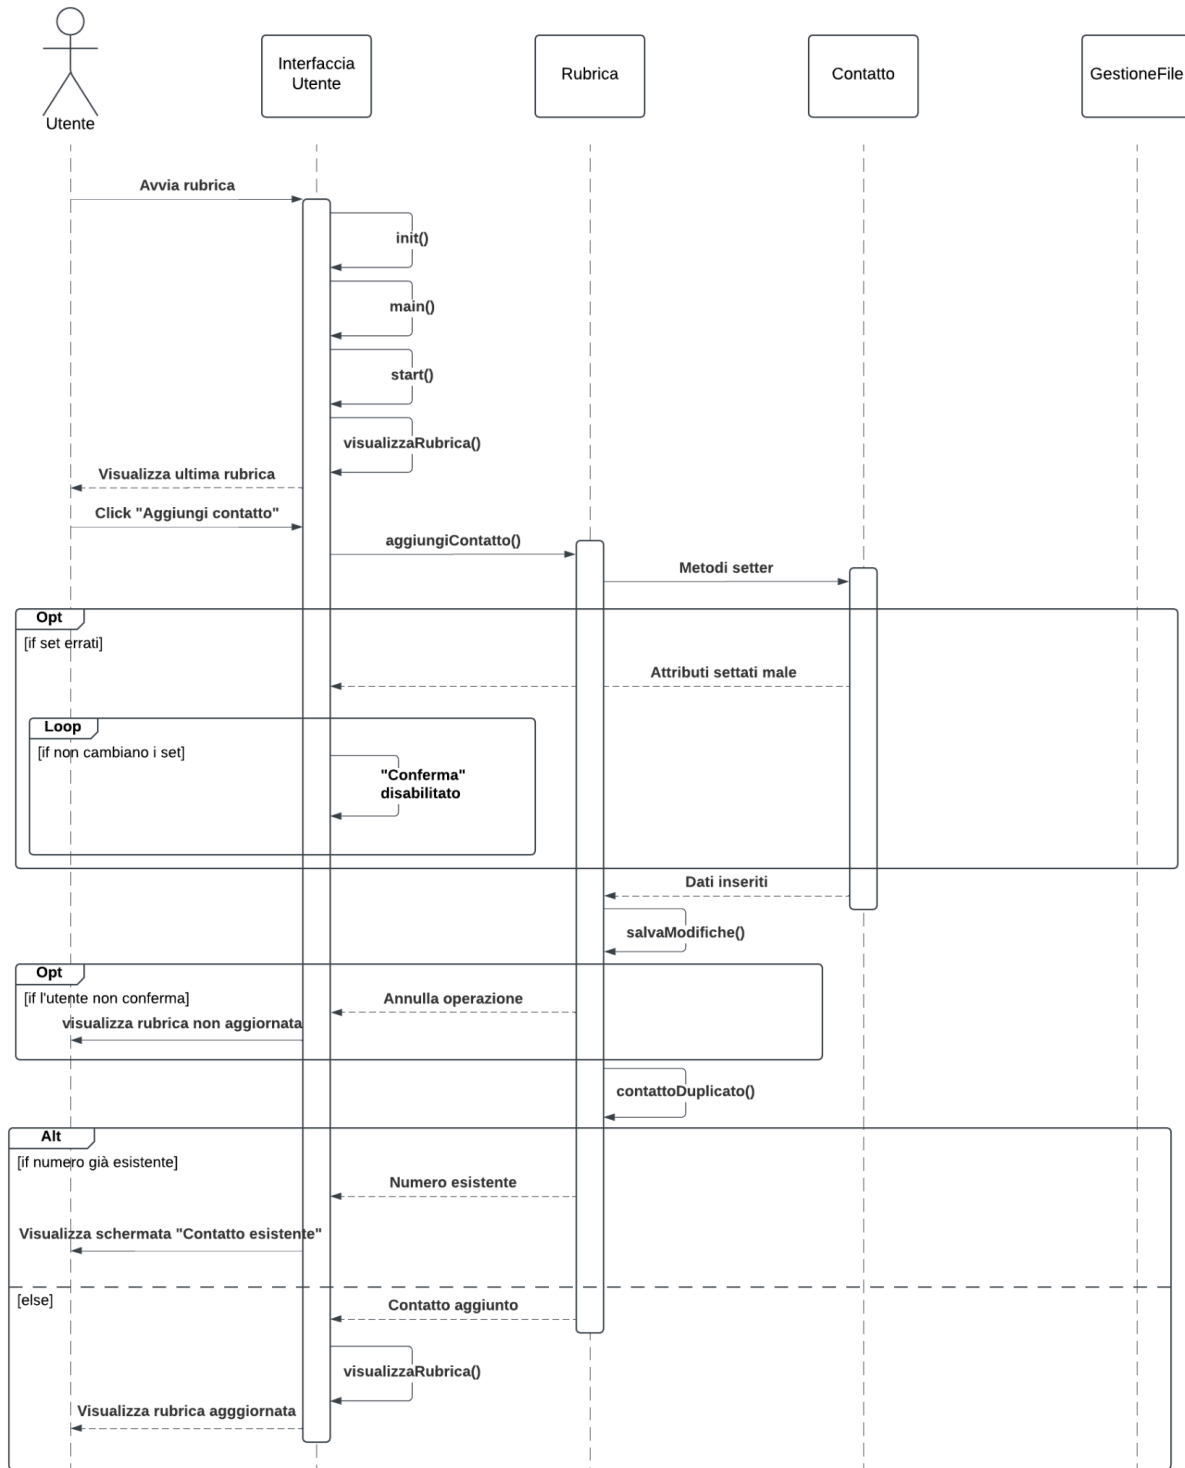 Utente
Interfaccia
Utente
Rubrica
Contatto
GestioneFile
Avvia rubrica
init()
main()
start()
visualizzaRubrica()
Visualizza ultima rubrica
Click "Aggiungi contatto"
aggiungiContatto()
Metodi setter
Opt
[if set errati]
Attributi settati male
Loop
[if non cambiano i set]
"Conferma"
disabilitato
Dati inseriti
salvaModifiche()
Opt
[if l'utente non conferma]
Annulla operazione
visualizza rubrica non aggiornata
contattoDuplicato()
Alt
[if numero già esistente]
Numero esistente
Visualizza schermata "Contatto esistente"
[else]
Contatto aggiunto
visualizzaRubrica()
Visualizza rubrica agggiornata